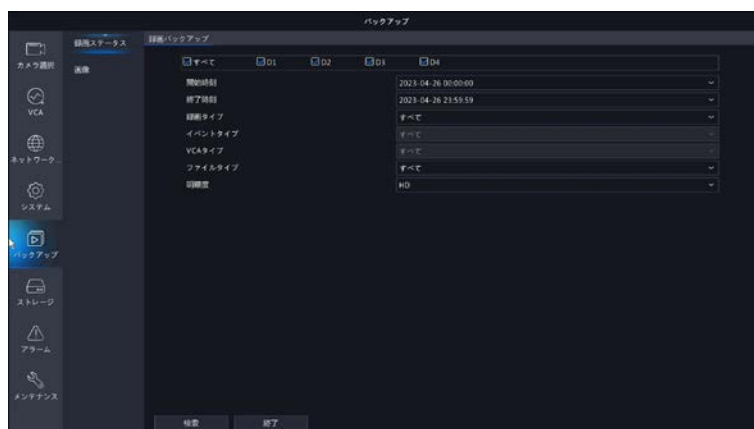 バックアップ
カメラ選択
VCA
ネットワーク...
システム
バックアップ
ストレージ
アラーム
メンテナンス
録画ステータス
画像
録画バックアップ
すべて D1 D2 D3 D4
開始時刻 2023-04-26 00:00:00
終了時刻 2023-04-26 23:59:59
録画タイプ すべて
イベントタイプ すべて
VCAタイプ すべて
ファイルタイプ すべて
明瞭度 HD
検索 終了